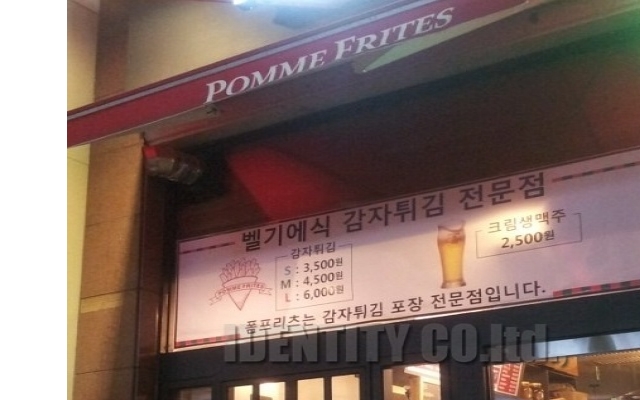 POMME FRITES
벨기에식 감자튀김 전문점
감자튀김
S : 3,500원
M : 4,500원
L : 6,000원
크림생맥주
2,500원
POMME FRITES
폼프리츠는 감자튀김 포장 전문점입니다.
IDENTITY CO.ltd.,